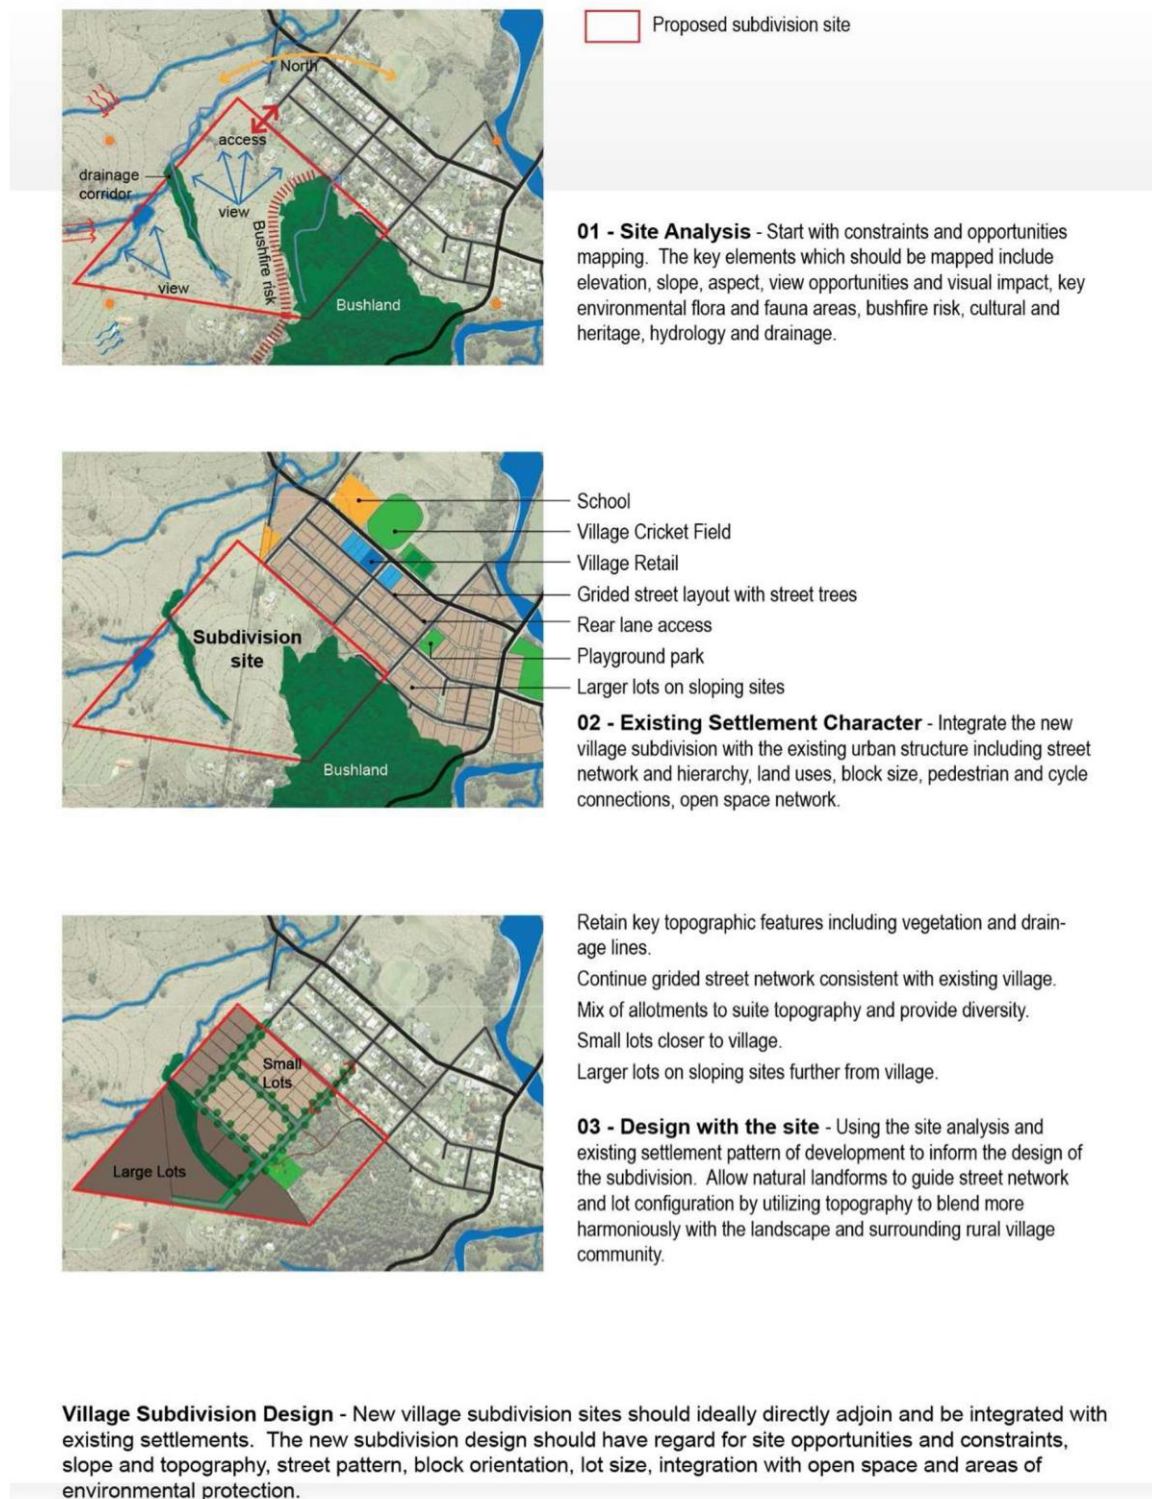 Proposed subdivision site
North
access
drainage
corridor
view
Bushfire risk
view
Bushland
01 - Site Analysis - Start with constraints and opportunities
mapping. The key elements which should be mapped include
elevation, slope, aspect, view opportunities and visual impact, key
environmental flora and fauna areas, bushfire risk, cultural and
heritage, hydrology and drainage.
School
Village Cricket Field
Village Retail
Grided street layout with street trees
Rear lane access
Playground park
Larger lots on sloping sites
Subdivision
site
Bushland
02 - Existing Settlement Character - Integrate the new
village subdivision with the existing urban structure including street
network and hierarchy, land uses, block size, pedestrian and cycle
connections, open space network.
Small
Lots
Large Lots
Retain key topographic features including vegetation and drain-
age lines.
Continue grided street network consistent with existing village.
Mix of allotments to suite topography and provide diversity.
Small lots closer to village.
Larger lots on sloping sites further from village.
03 - Design with the site - Using the site analysis and
existing settlement pattern of development to inform the design of
the subdivision. Allow natural landforms to guide street network
and lot configuration by utilizing topography to blend more
harmoniously with the landscape and surrounding rural village
community.
Village Subdivision Design - New village subdivision sites should ideally directly adjoin and be integrated with
existing settlements. The new subdivision design should have regard for site opportunities and constraints,
slope and topography, street pattern, block orientation, lot size, integration with open space and areas of
environmental protection.